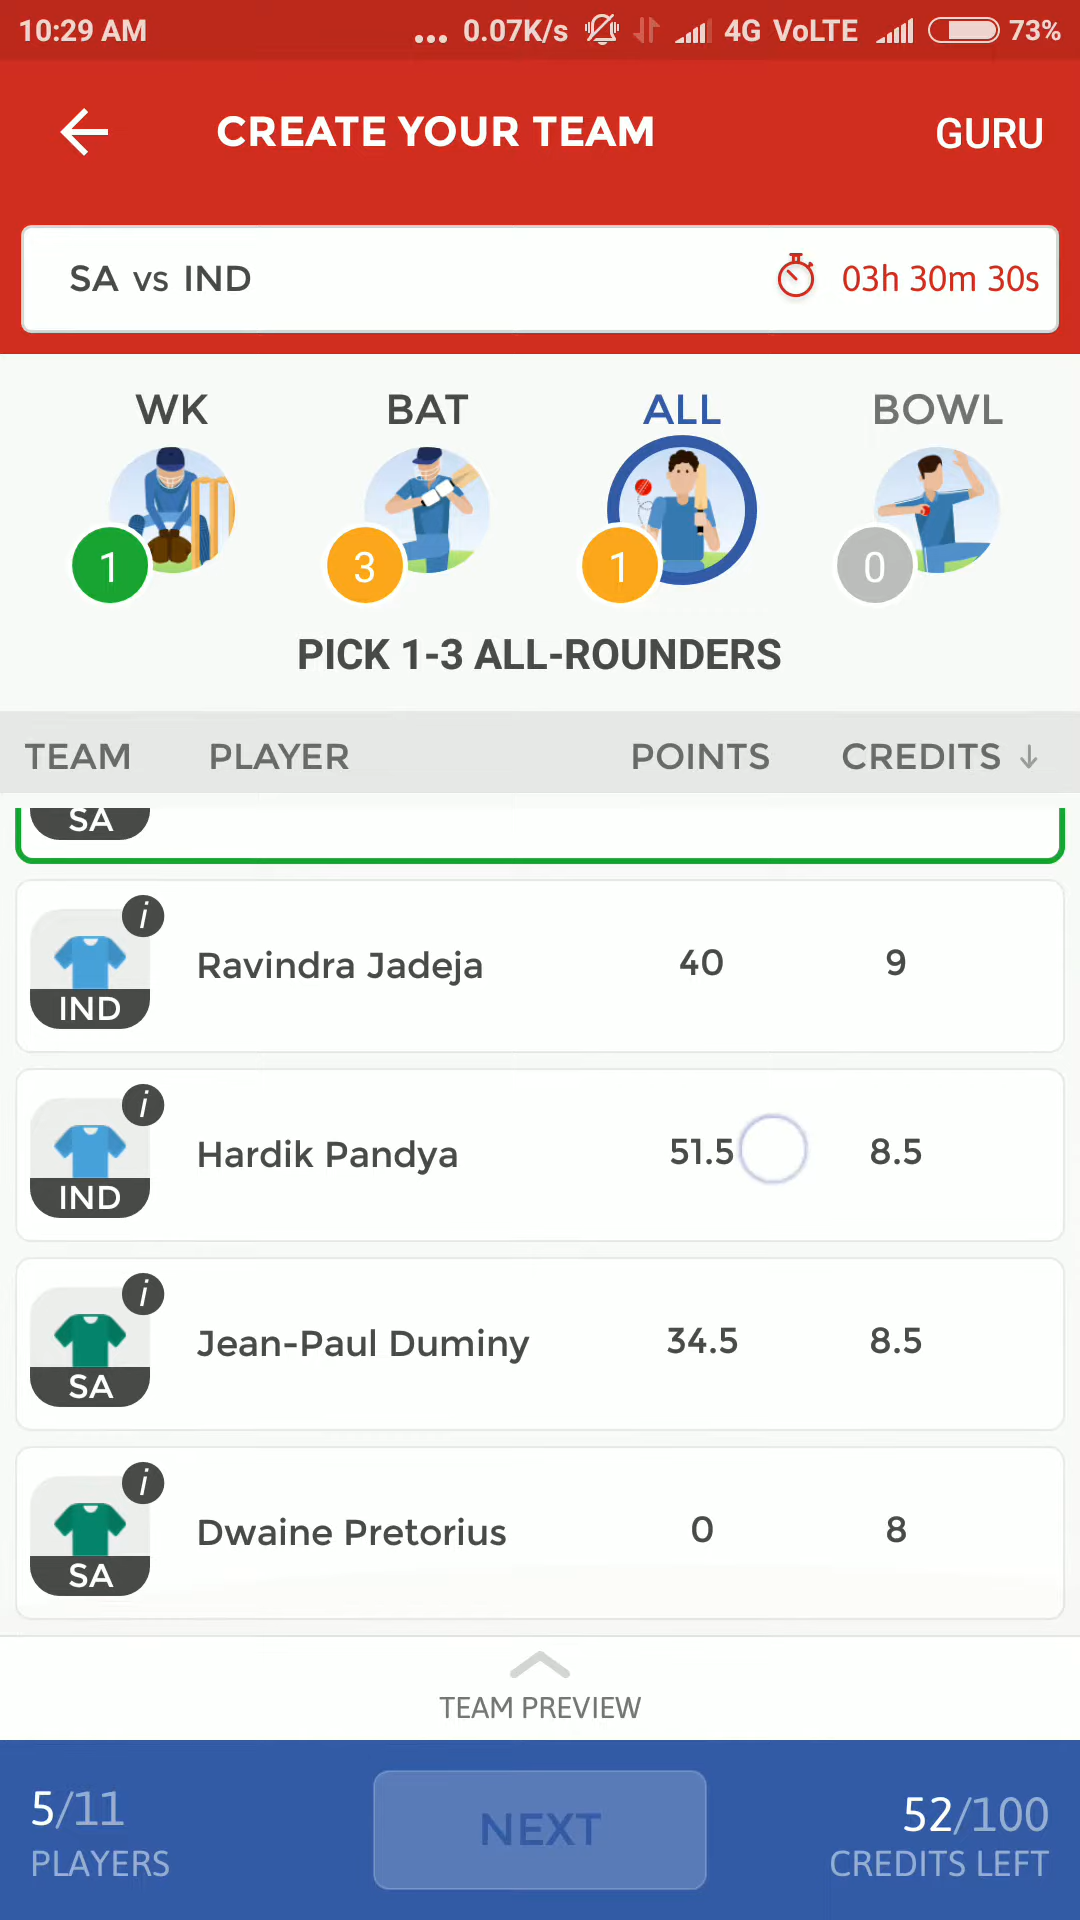 10:29 AM ... 0.07K/s 4G VoLTE 73%
CREATE YOUR TEAM GURU
SA vs IND 03h 30m 30s
WK BAT ALL BOWL
1 3 1 0
PICK 1-3 ALL-ROUNDERS
TEAM PLAYER POINTS CREDITS ↓
SA
i
Ravindra Jadeja 40 9
IND
i
Hardik Pandya 51.5 8.5
IND
i
Jean-Paul Duminy 34.5 8.5
SA
i
Dwaine Pretorius 0 8
SA
TEAM PREVIEW
5/11 NEXT 52/100
PLAYERS CREDITS LEFT